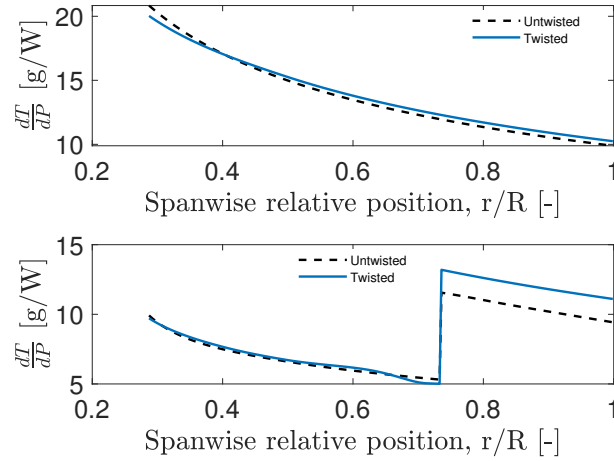 20
15
10
dT/dP [g/W]
Untwisted
Twisted
0.2 0.4 0.6 0.8 1
Spanwise relative position, r/R [-]
15
10
5
dT/dP [g/W]
Untwisted
Twisted
0.2 0.4 0.6 0.8 1
Spanwise relative position, r/R [-]